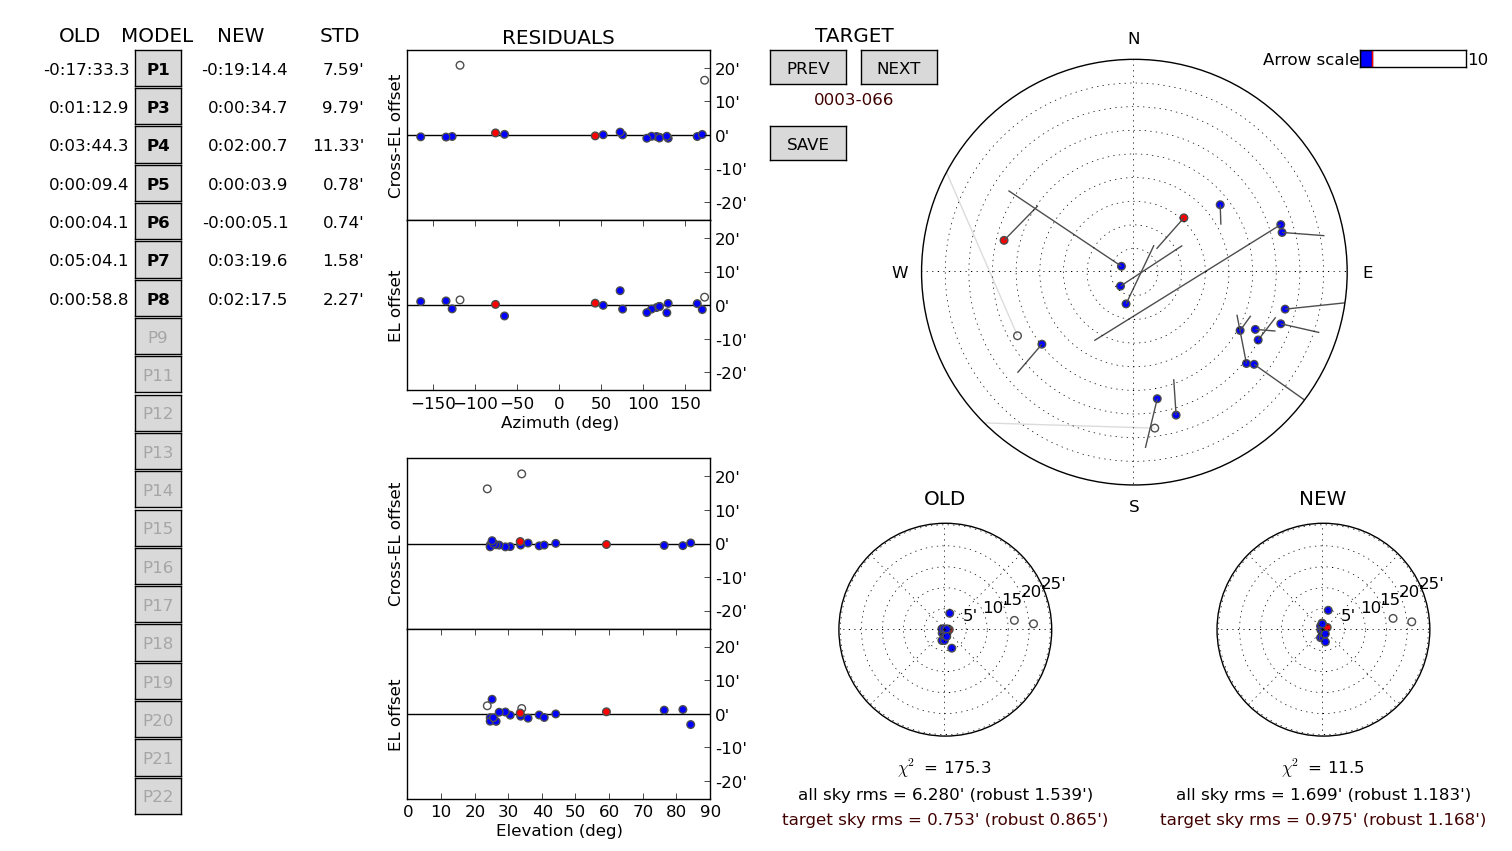 OLD MODEL NEW STD
-0:17:33.3 P1 -0:19:14.4 7.59'
0:01:12.9 P3 0:00:34.7 9.79'
0:03:44.3 P4 0:02:00.7 11.33'
0:00:09.4 P5 0:00:03.9 0.78'
0:00:04.1 P6 -0:00:05.1 0.74'
0:05:04.1 P7 0:03:19.6 1.58'
0:00:58.8 P8 0:02:17.5 2.27'
P9
P11
P12
P13
P14
P15
P16
P17
P18
P19
P20
P21
P22
RESIDUALS
Cross-EL offset
20'
10'
0'
-10'
-20'
EL offset
20'
10'
0'
-10'
-20'
−150 −100 −50 0 50 100 150
Azimuth (deg)
Cross-EL offset
20'
10'
0'
-10'
-20'
EL offset
20'
10'
0'
-10'
-20'
0 10 20 30 40 50 60 70 80 90
Elevation (deg)
TARGET
PREV NEXT
0003-066
SAVE
N
W E
S
Arrow scale 10
OLD
5' 10' 15' 20' 25'
χ² = 175.3
all sky rms = 6.280' (robust 1.539')
target sky rms = 0.753' (robust 0.865')
NEW
5' 10' 15' 20' 25'
χ² = 11.5
all sky rms = 1.699' (robust 1.183')
target sky rms = 0.975' (robust 1.168')